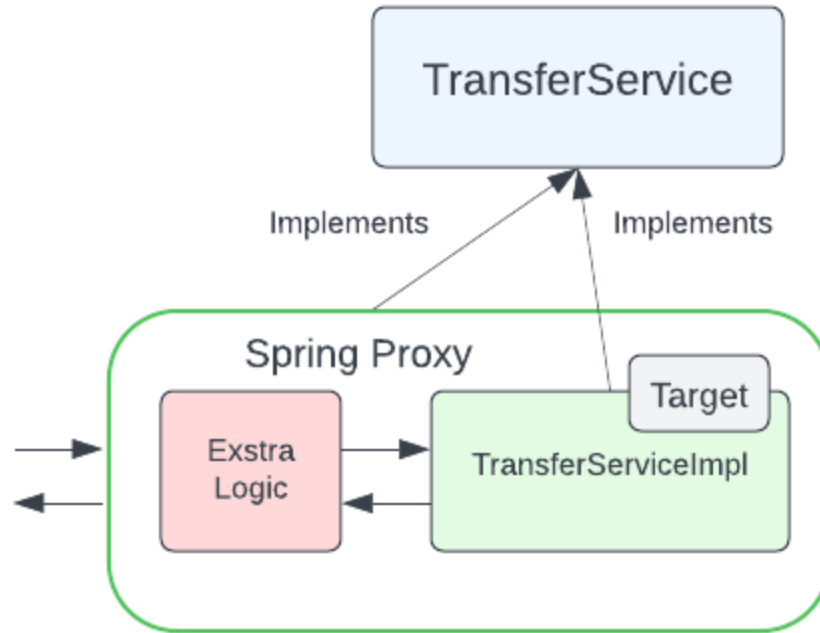 TransferService
Implements
Implements
Spring Proxy
Target
Exstra
Logic
TransferServiceImpl